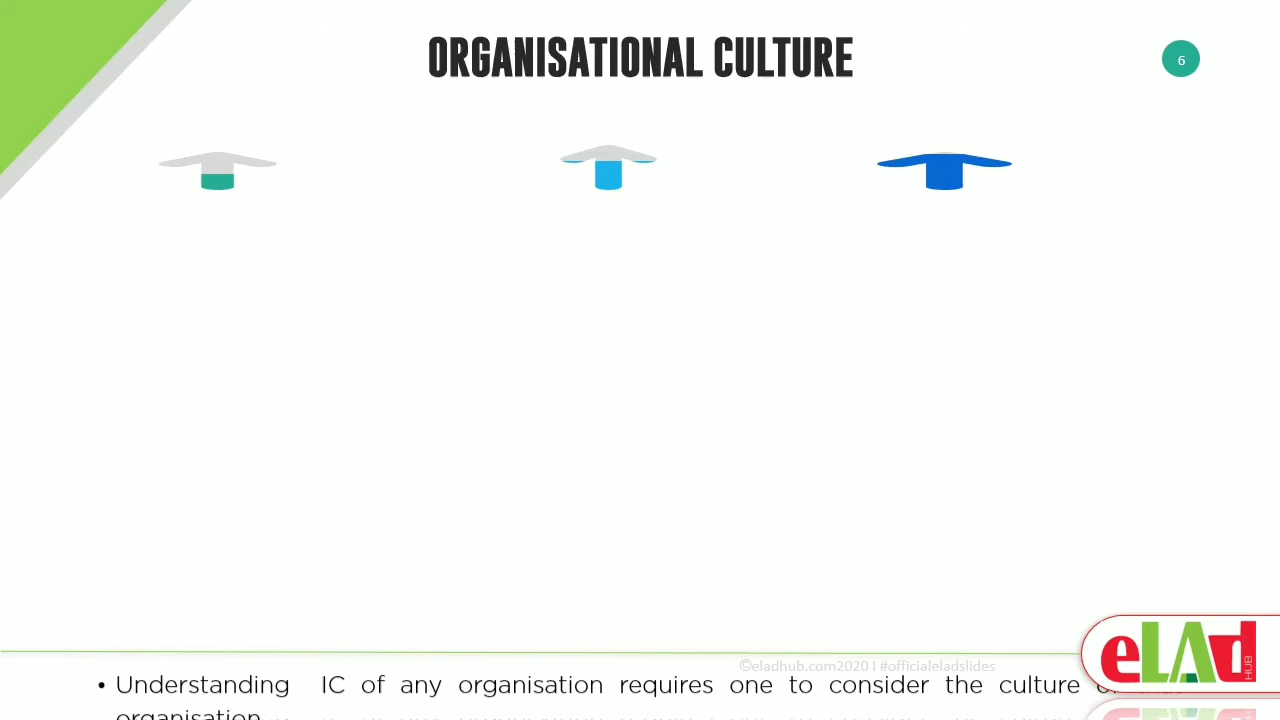 ORGANISATIONAL CULTURE
6
©eladhub.com2020 I #officialeladslides
eLAd
HUB
• Understanding IC of any organisation requires one to consider the culture
organisation